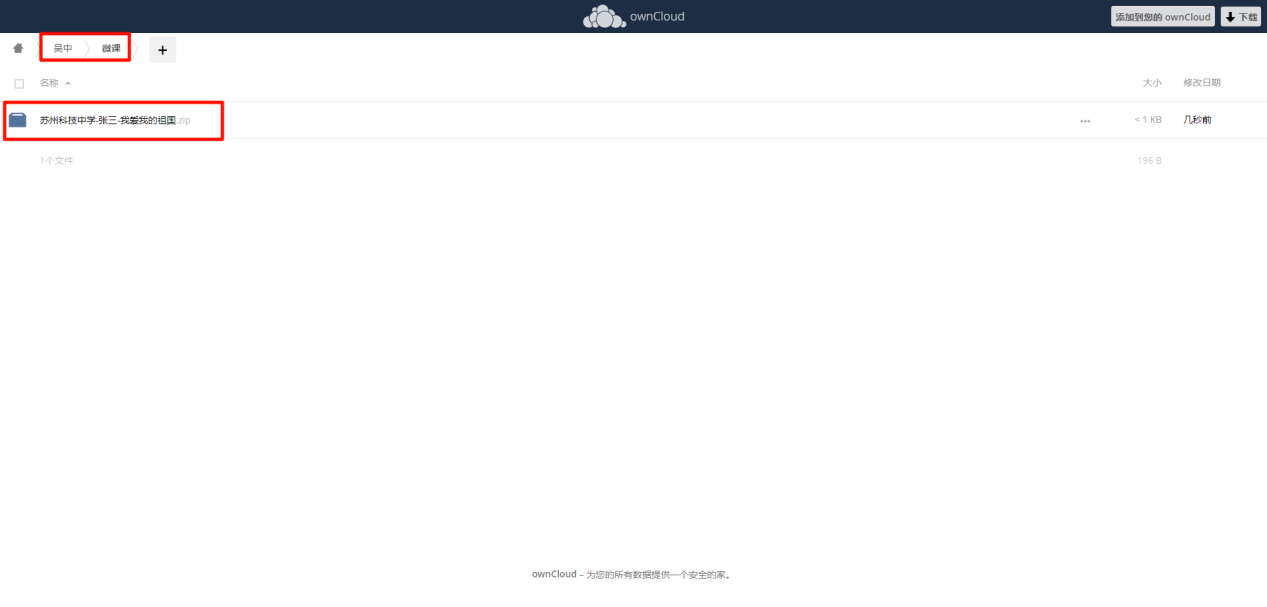 ownCloud
添加到您的 ownCloud
下载
吴中
微课
+
名称
大小
修改日期
苏州科技中学-张三-我爱我的祖国.zip
...
< 1 KB
几秒前
1个文件
196 B
ownCloud – 为您的所有数据提供一个安全的家。